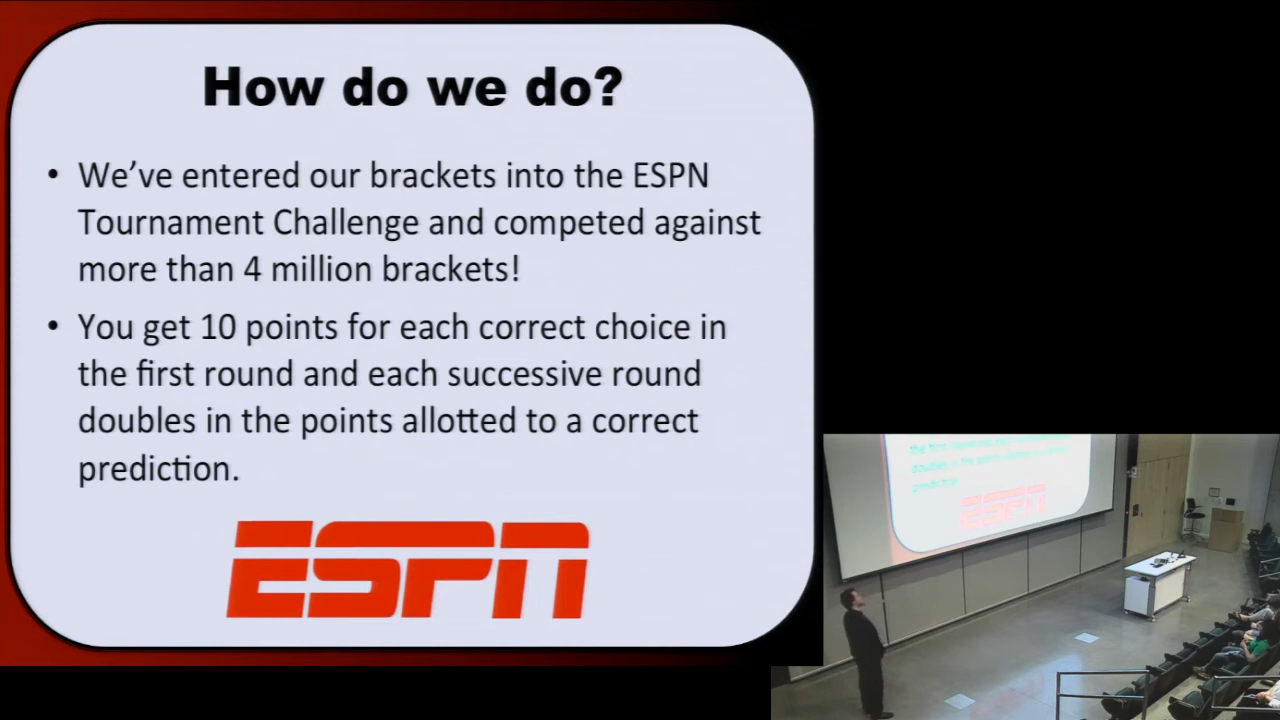 How do we do?
• We’ve entered our brackets into the ESPN
Tournament Challenge and competed against
more than 4 million brackets!
• You get 10 points for each correct choice in
the first round and each successive round
doubles in the points allotted to a correct
prediction.
ESPN
ESPN